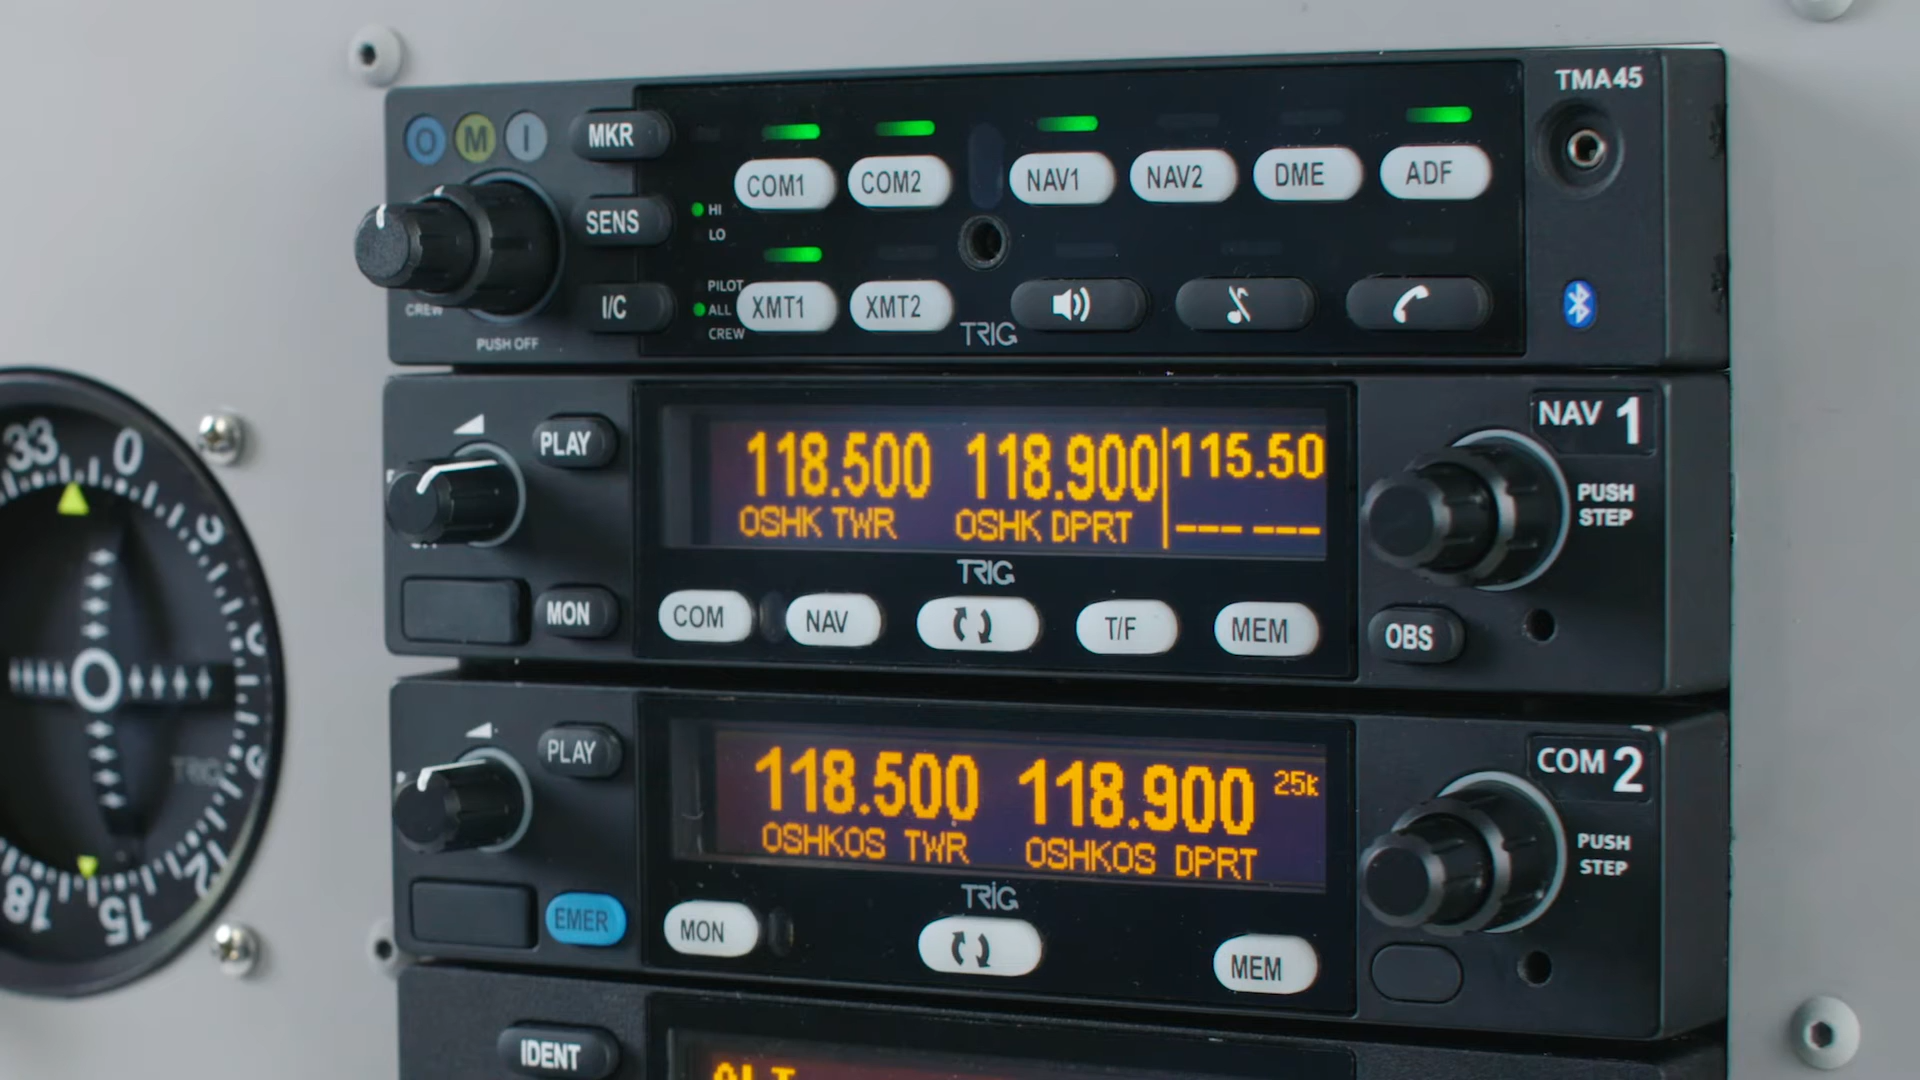 TMA45
O M I MKR
COM1 COM2 NAV1 NAV2 DME ADF
SENS HI
LO
PILOT
I/C ALL XMT1 XMT2
CREW
CREW
PUSH OFF
TRIG
NAV 1
PLAY
118.500 118.900 115.50
OSHK TWR OSHK DPRT --- ---
PUSH
STEP
TRIG
MON COM NAV T/F MEM OBS
COM 2
PLAY
118.500 118.900 25k
OSHKOS TWR OSHKOS DPRT
PUSH
STEP
TRIG
EMER MON MEM
IDENT
ALT
33 0 3
TRIG
12
15
18